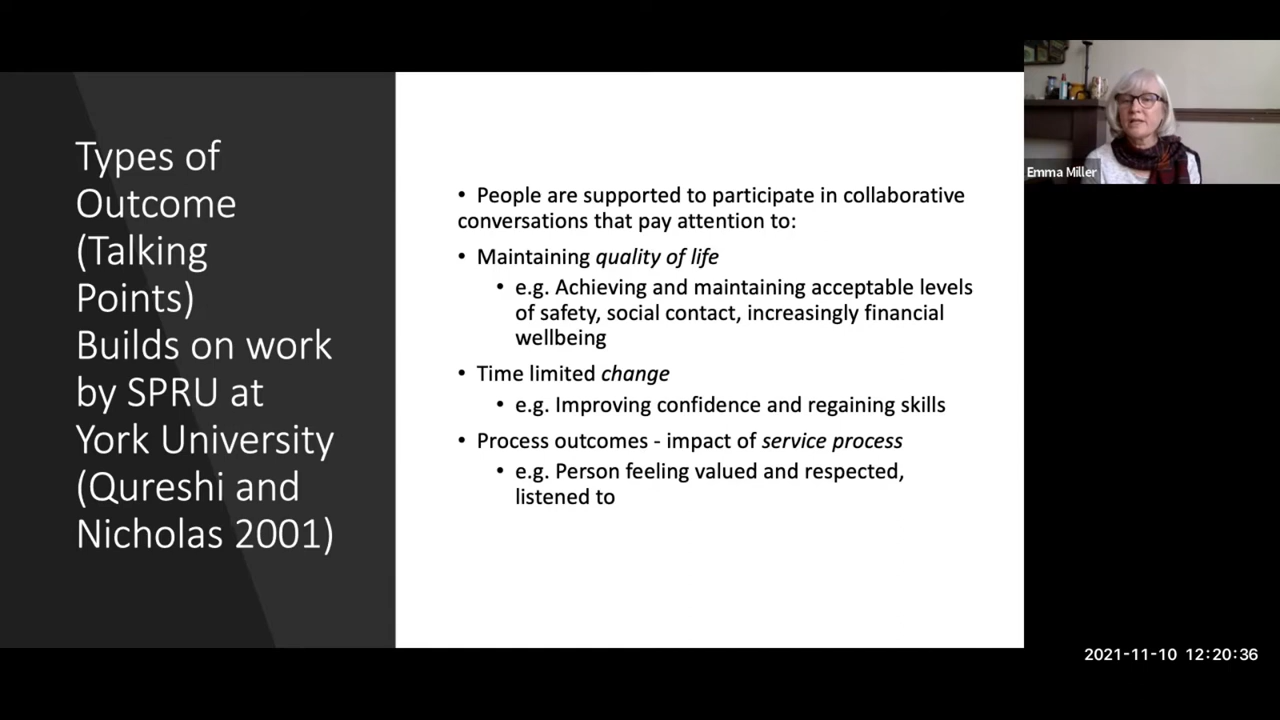 Types of
Outcome
(Talking
Points)
Builds on work
by SPRU at
York University
(Qureshi and
Nicholas 2001)
• People are supported to participate in collaborative
conversations that pay attention to:
• Maintaining quality of life
• e.g. Achieving and maintaining acceptable levels
of safety, social contact, increasingly financial
wellbeing
• Time limited change
• e.g. Improving confidence and regaining skills
• Process outcomes - impact of service process
• e.g. Person feeling valued and respected,
listened to
Emma Miller
2021-11-10 12:20:36